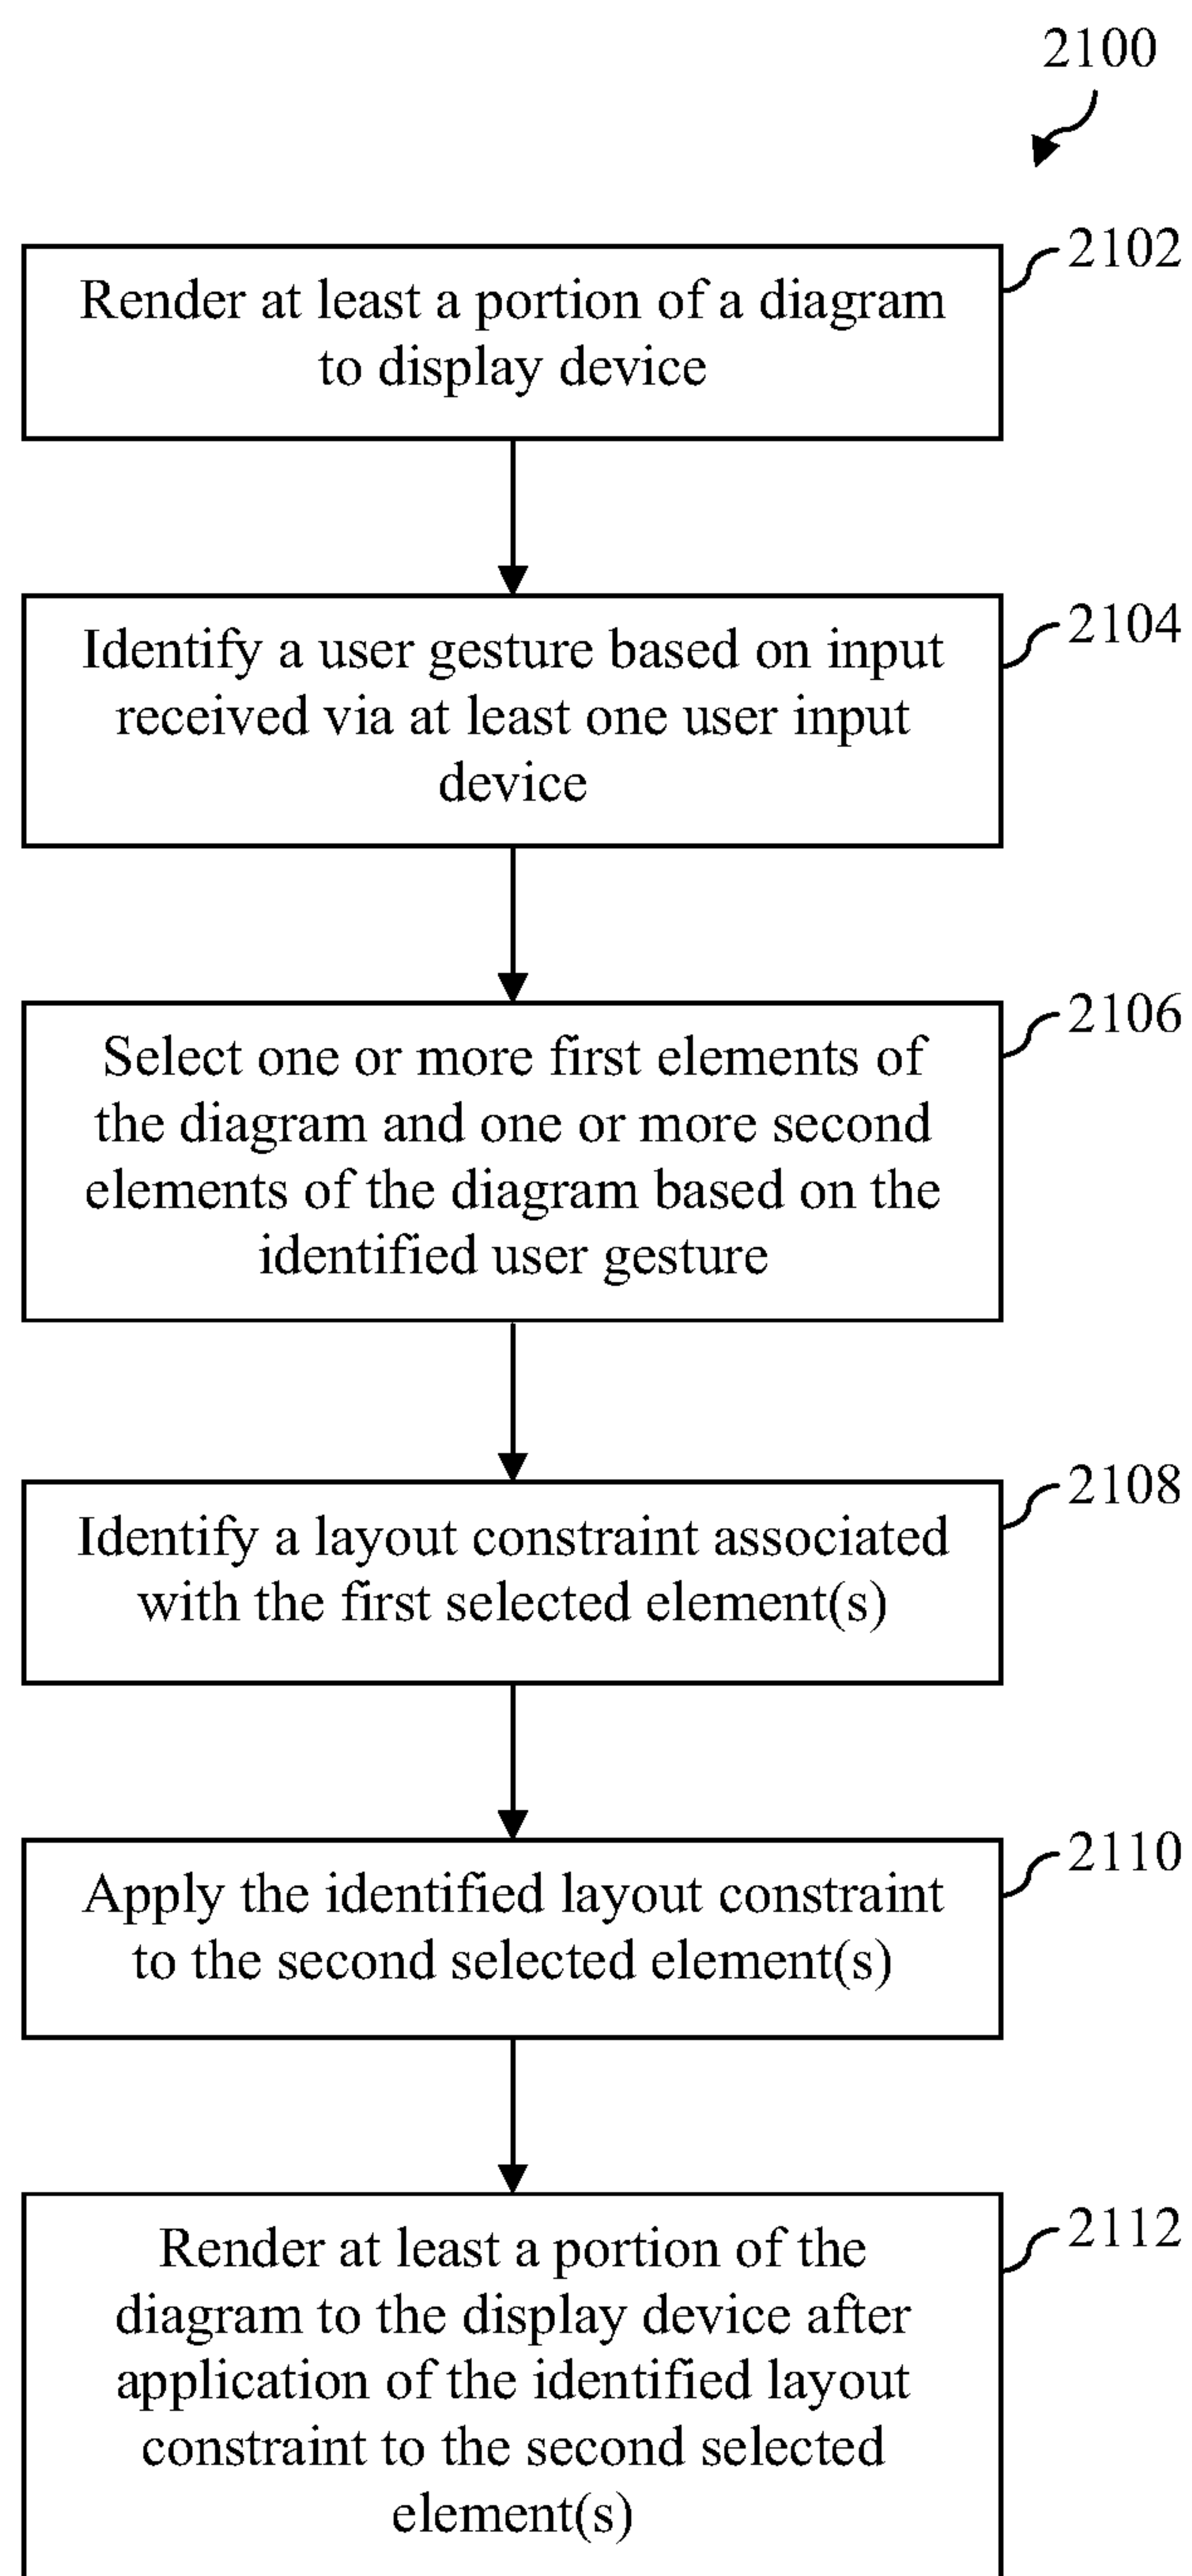 2100
2102
Render at least a portion of a diagram
to display device
2104
Identify a user gesture based on input
received via at least one user input
device
2106
Select one or more first elements of
the diagram and one or more second
elements of the diagram based on the
identified user gesture
2108
Identify a layout constraint associated
with the first selected element(s)
2110
Apply the identified layout constraint
to the second selected element(s)
2112
Render at least a portion of the
diagram to the display device after
application of the identified layout
constraint to the second selected
element(s)